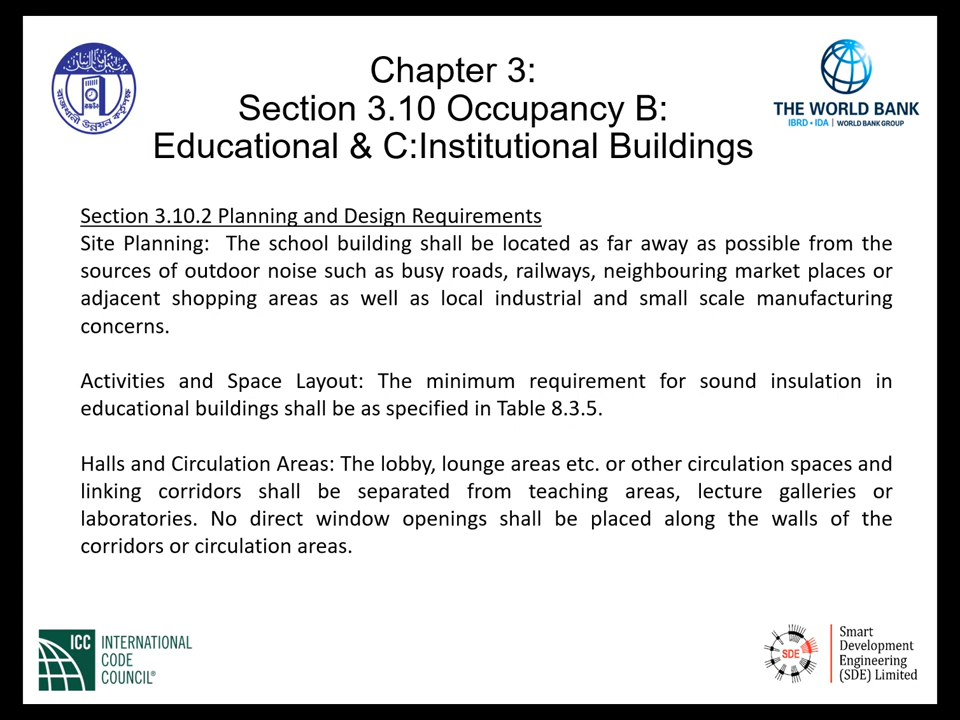 Chapter 3:
Section 3.10 Occupancy B:
Educational & C:Institutional Buildings
THE WORLD BANK
IBRD • IDA | WORLD BANK GROUP
Section 3.10.2 Planning and Design Requirements
Site Planning: The school building shall be located as far away as possible from the
sources of outdoor noise such as busy roads, railways, neighbouring market places or
adjacent shopping areas as well as local industrial and small scale manufacturing
concerns.
Activities and Space Layout: The minimum requirement for sound insulation in
educational buildings shall be as specified in Table 8.3.5.
Halls and Circulation Areas: The lobby, lounge areas etc. or other circulation spaces and
linking corridors shall be separated from teaching areas, lecture galleries or
laboratories. No direct window openings shall be placed along the walls of the
corridors or circulation areas.
ICC INTERNATIONAL
CODE
COUNCIL®
SDE
Smart
Development
Engineering
(SDE) Limited